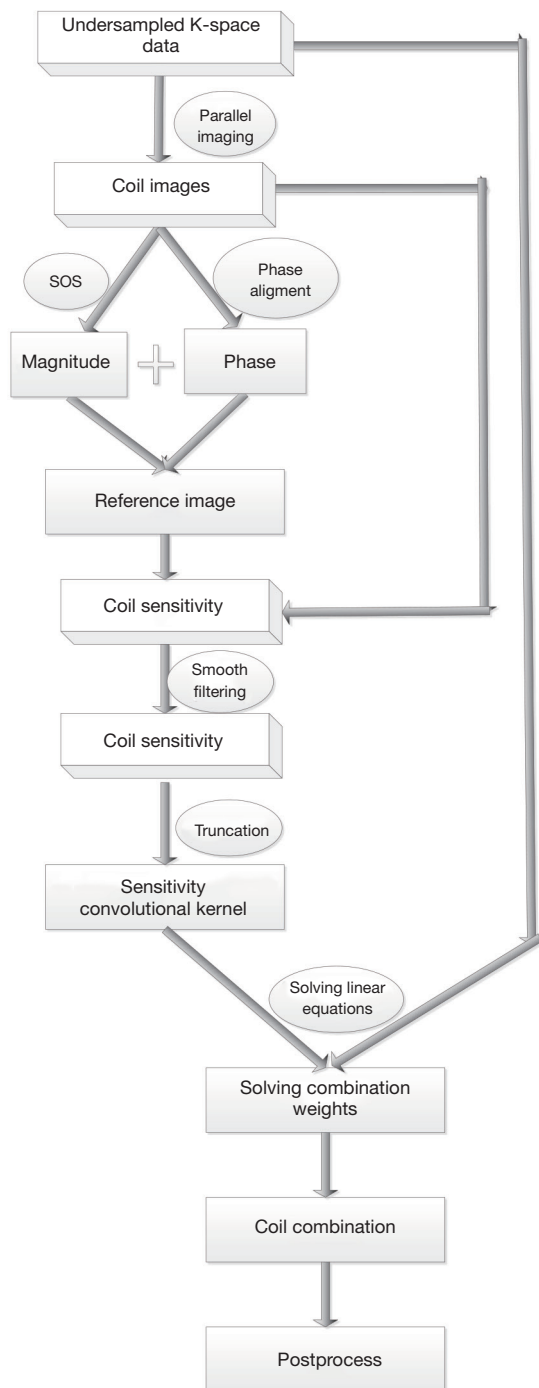 Undersampled K-space
data
Parallel
imaging
Coil images
SOS
Phase
aligment
Magnitude
Phase
Reference image
Coil sensitivity
Smooth
filtering
Coil sensitivity
Truncation
Sensitivity
convolutional kernel
Solving linear
equations
Solving combination
weights
Coil combination
Postprocess